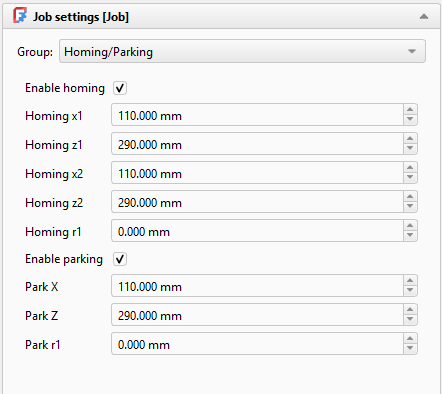 Job settings [Job]
Group: Homing/Parking
Enable homing
Homing x1 110.000 mm
Homing z1 290.000 mm
Homing x2 110.000 mm
Homing z2 290.000 mm
Homing r1 0.000 mm
Enable parking
Park X 110.000 mm
Park Z 290.000 mm
Park r1 0.000 mm